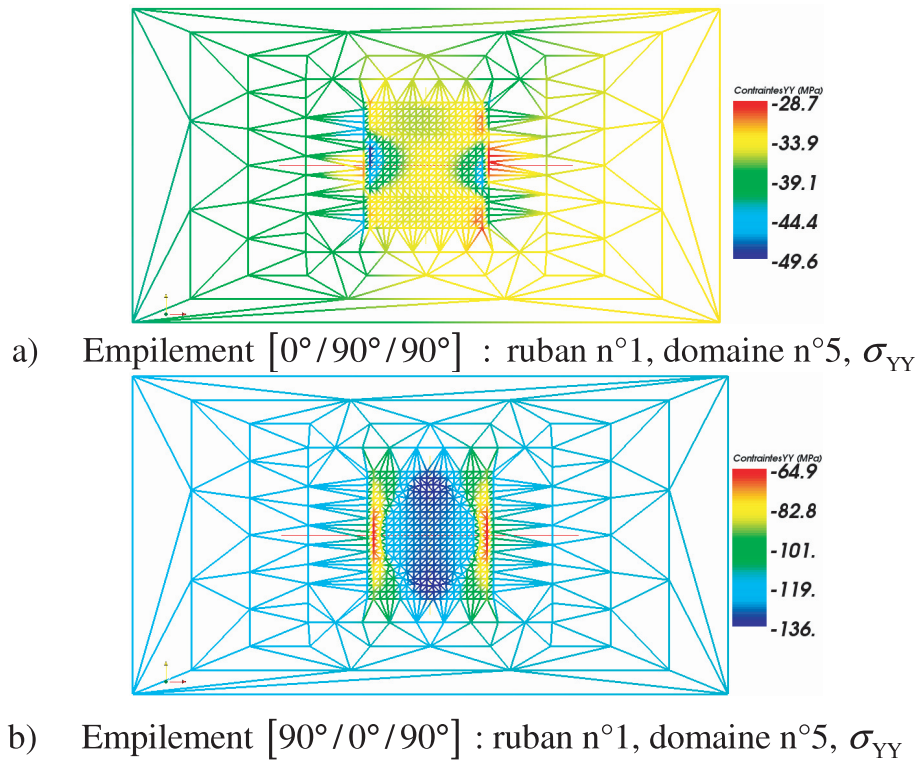 ContraintesYY (MPa)
-28.7
-33.9
-39.1
-44.4
-49.6
a) Empilement [0°/90°/90°] : ruban n°1, domaine n°5, σYY
ContraintesYY (MPa)
-64.9
-82.8
-101.
-119.
-136.
b) Empilement [90°/0°/90°] : ruban n°1, domaine n°5, σYY